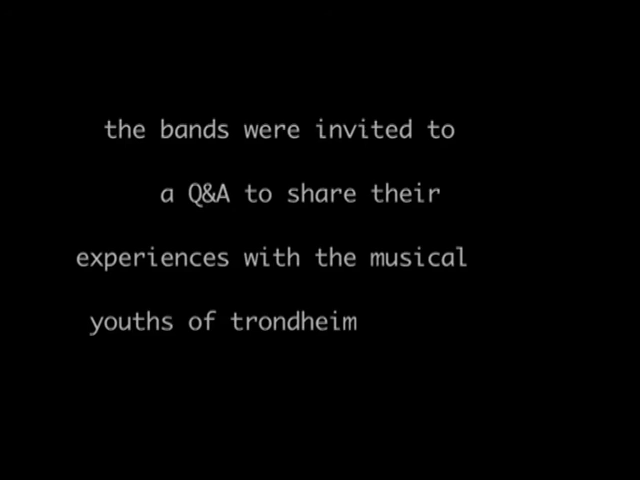 the bands were invited to
a Q&A to share their
experiences with the musical
youths of trondheim